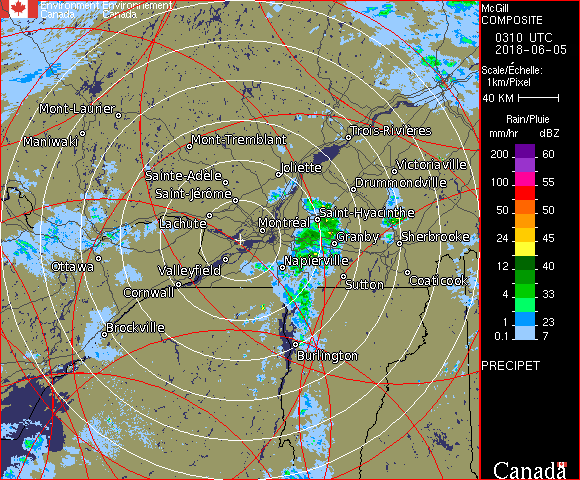 Environment Environnement
Canada Canada
Mont-Laurier
Maniwaki
Mont-Tremblant
Trois-Rivières
Sainte-Adèle
Joliette
Victoriaville
Saint-Jérôme
Drummondville
Lachute
Montréal
Saint-Hyacinthe
Granby
Sherbrooke
Ottawa
Valleyfield
Napierville
Cornwall
Sutton
Coaticook
Brockville
Burlington
McGill
COMPOSITE
0310 UTC
2018-06-05
Scale/Échelle:
1km/Pixel
40 KM
Rain/Pluie
mm/hr dBZ
200 60
100 55
50 50
24 45
12 40
4 33
1 23
0.1 7
PRECIPET
Canada